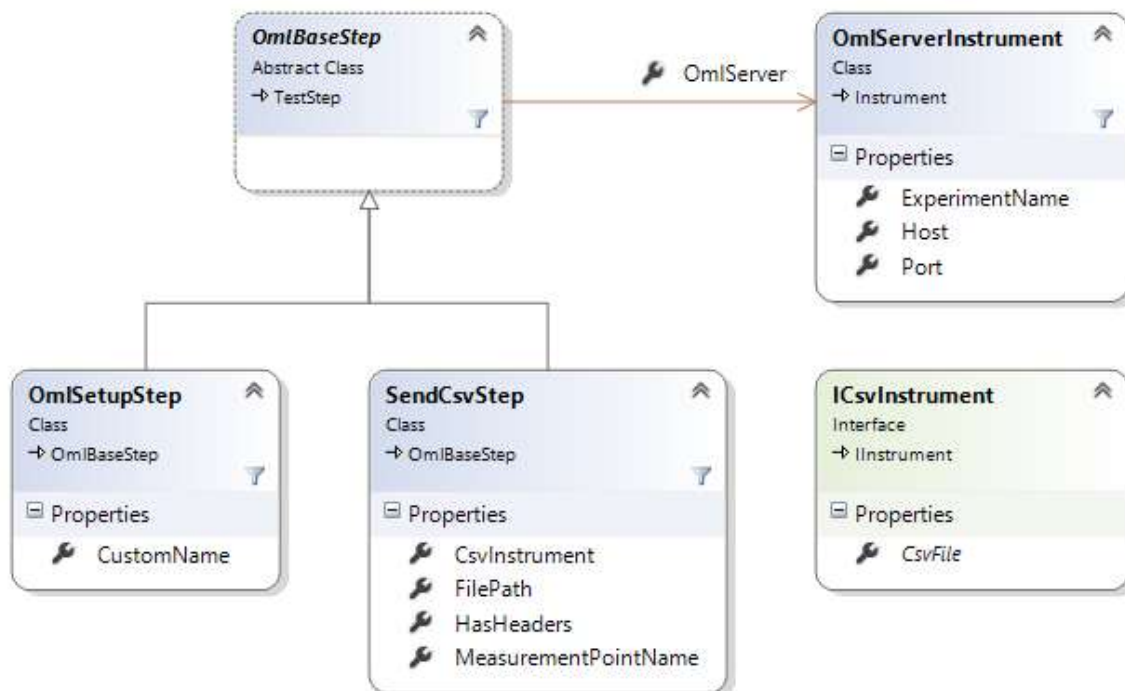 OmlBaseStep
Abstract Class
TestStep
OmlServer
OmlServerInstrument
Class
Instrument
Properties
ExperimentName
Host
Port
OmlSetupStep
Class
OmlBaseStep
Properties
CustomName
SendCsvStep
Class
OmlBaseStep
Properties
CsvInstrument
FilePath
HasHeaders
MeasurementPointName
ICsvInstrument
Interface
IInstrument
Properties
CsvFile